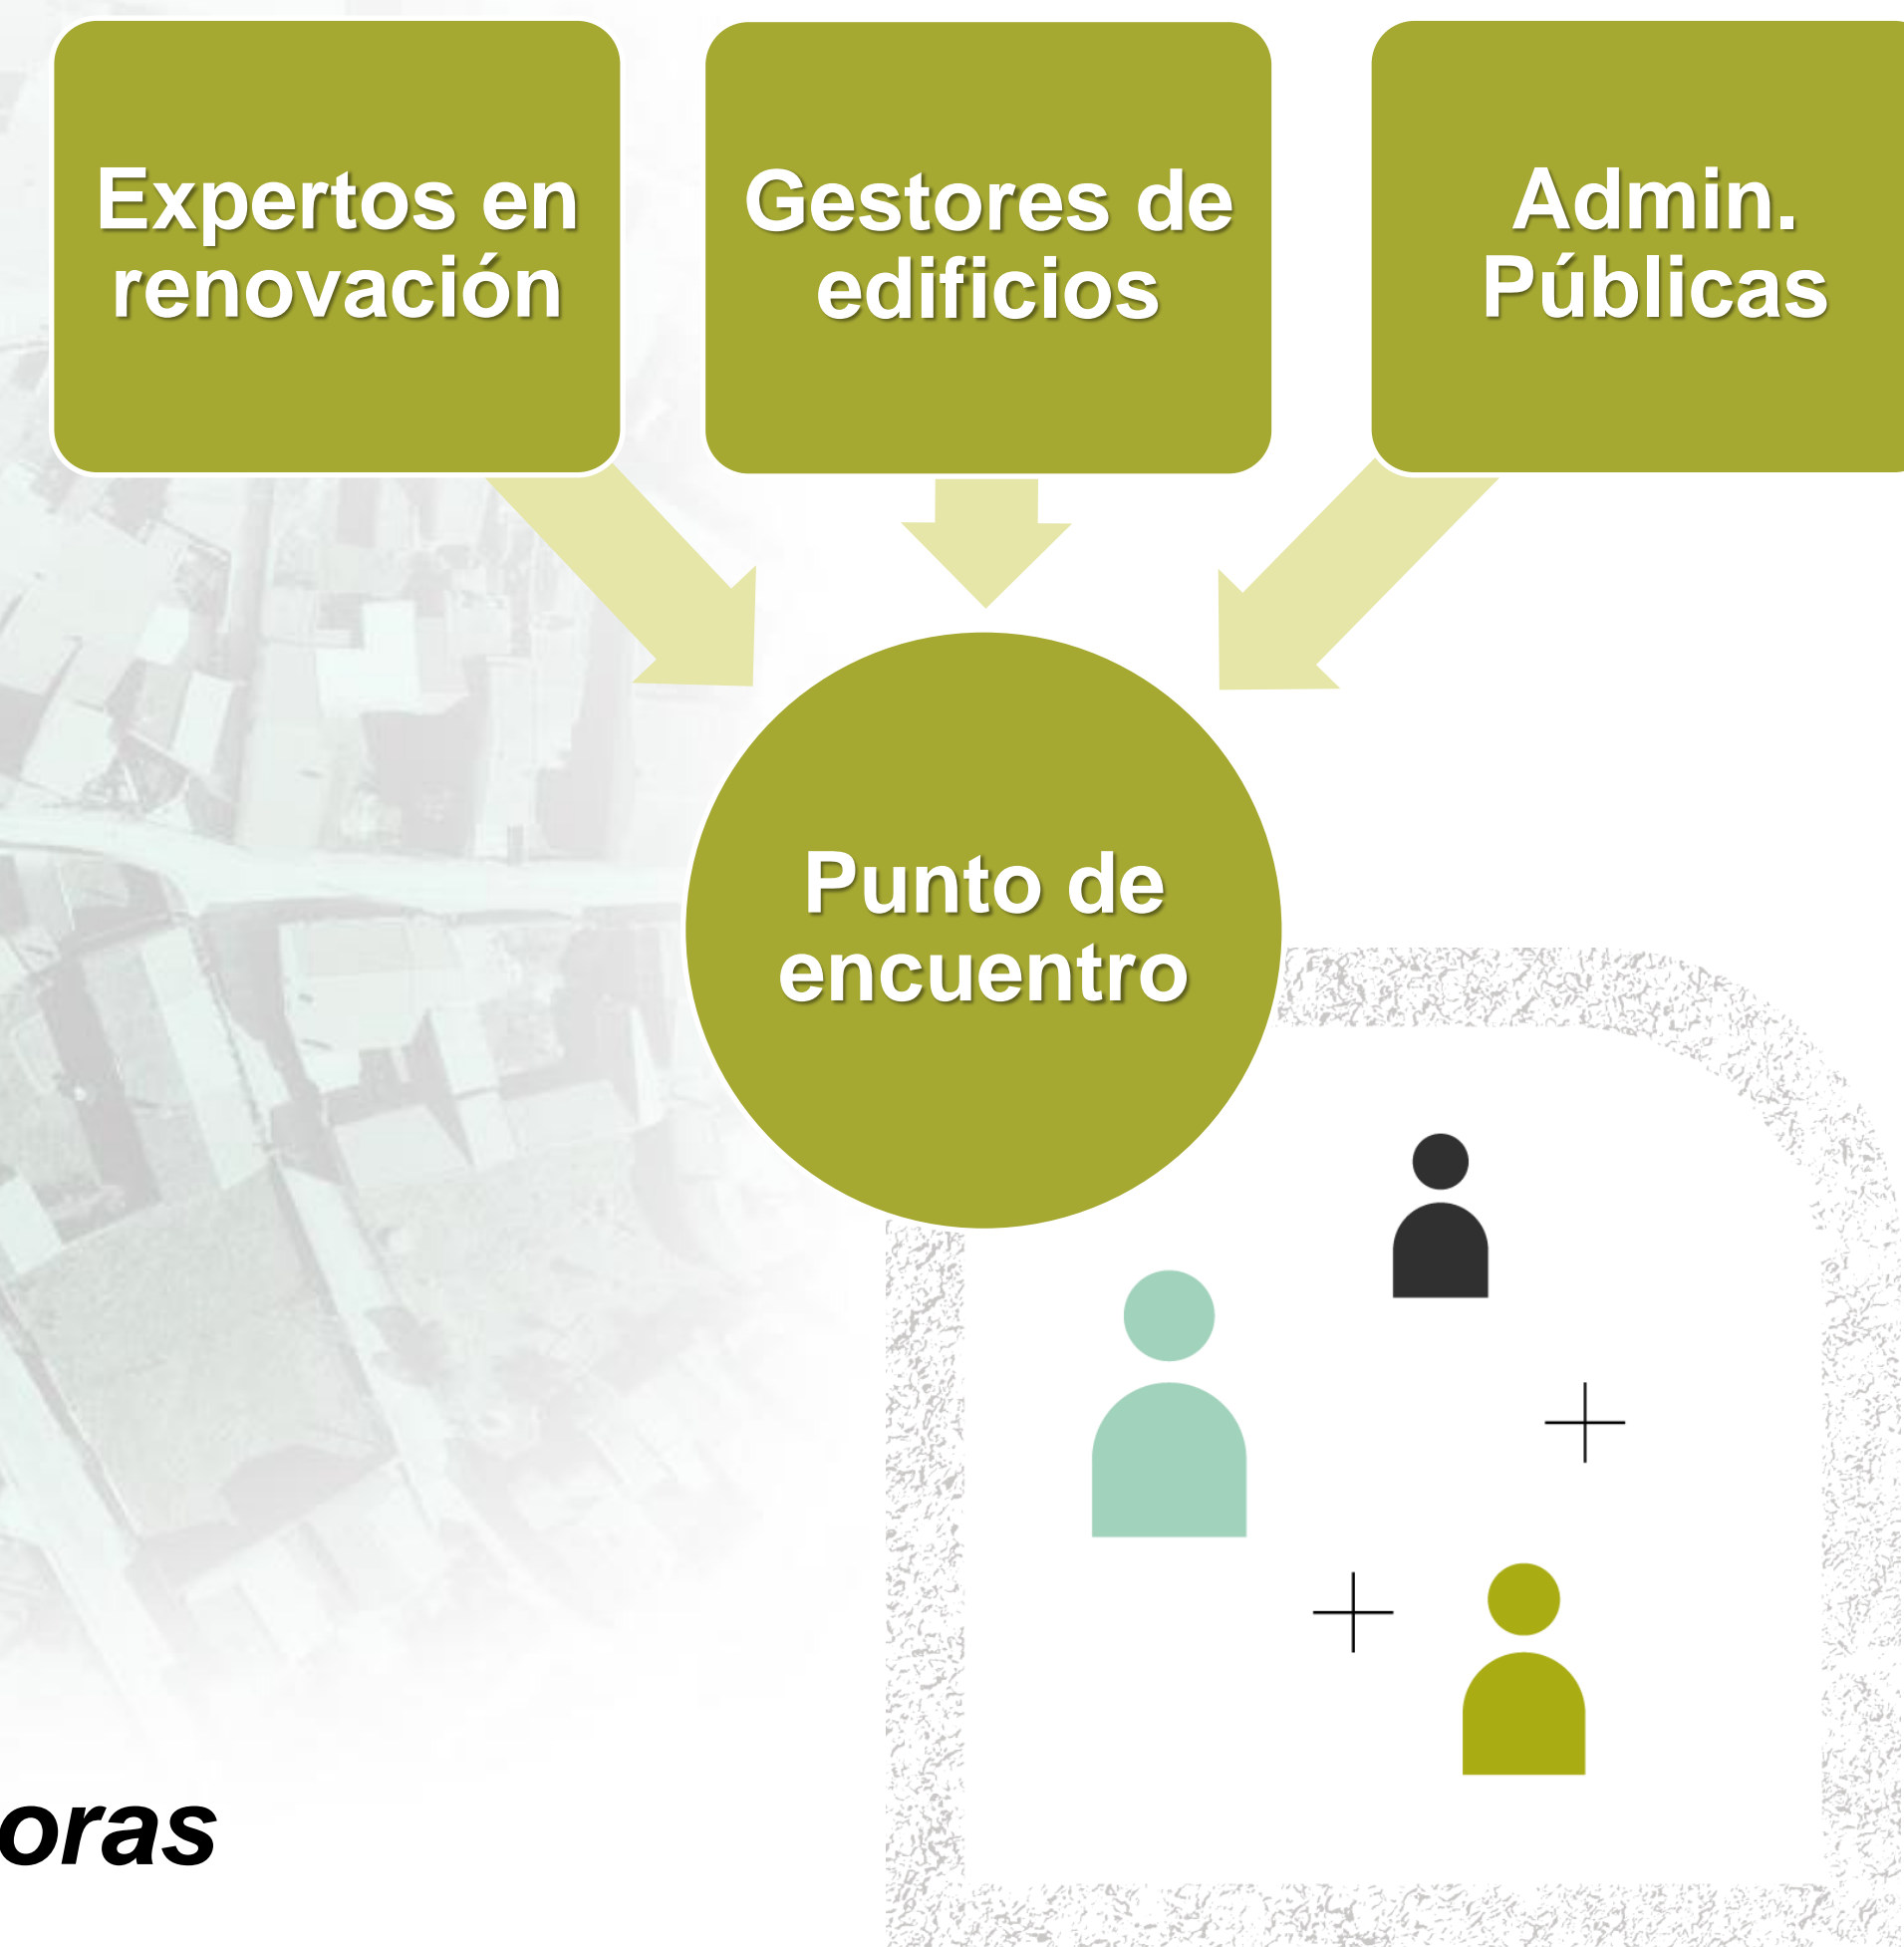 Expertos en
renovación
Gestores de
edificios
Admin.
Públicas
Punto de
encuentro
oras